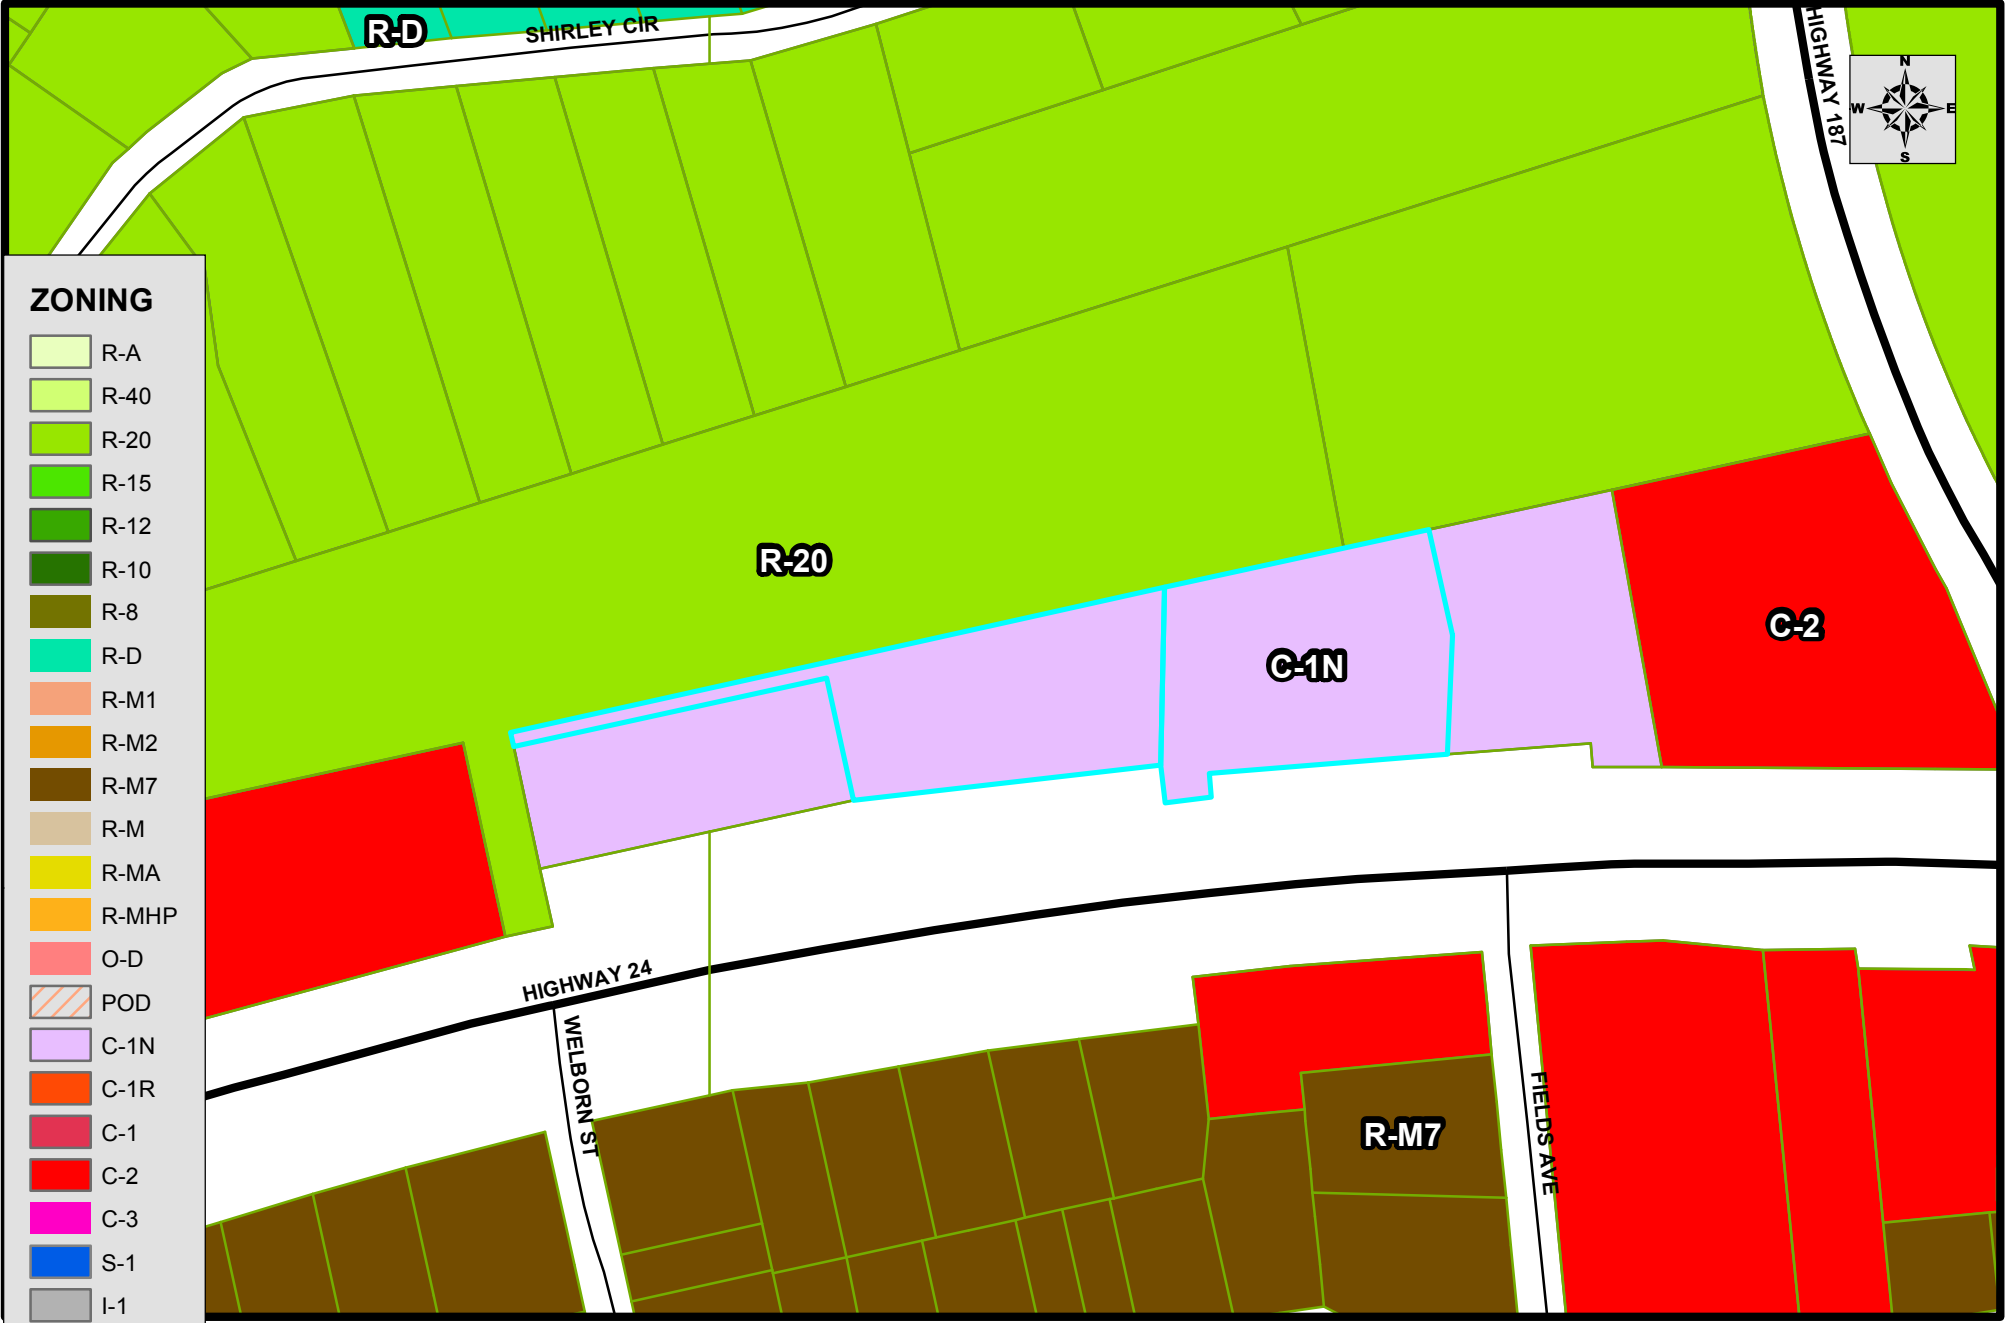 R-D
SHIRLEY CIR
HIGHWAY 187
N
W
E
S
ZONING
R-A
R-40
R-20
R-15
R-12
R-10
R-8
R-D
R-M1
R-M2
R-M7
R-M
R-MA
R-MHP
O-D
POD
C-1N
C-1R
C-1
C-2
C-3
S-1
I-1
R-20
C-2
C-1N
HIGHWAY 24
WELBORN ST
FIELDS AVE
R-M7